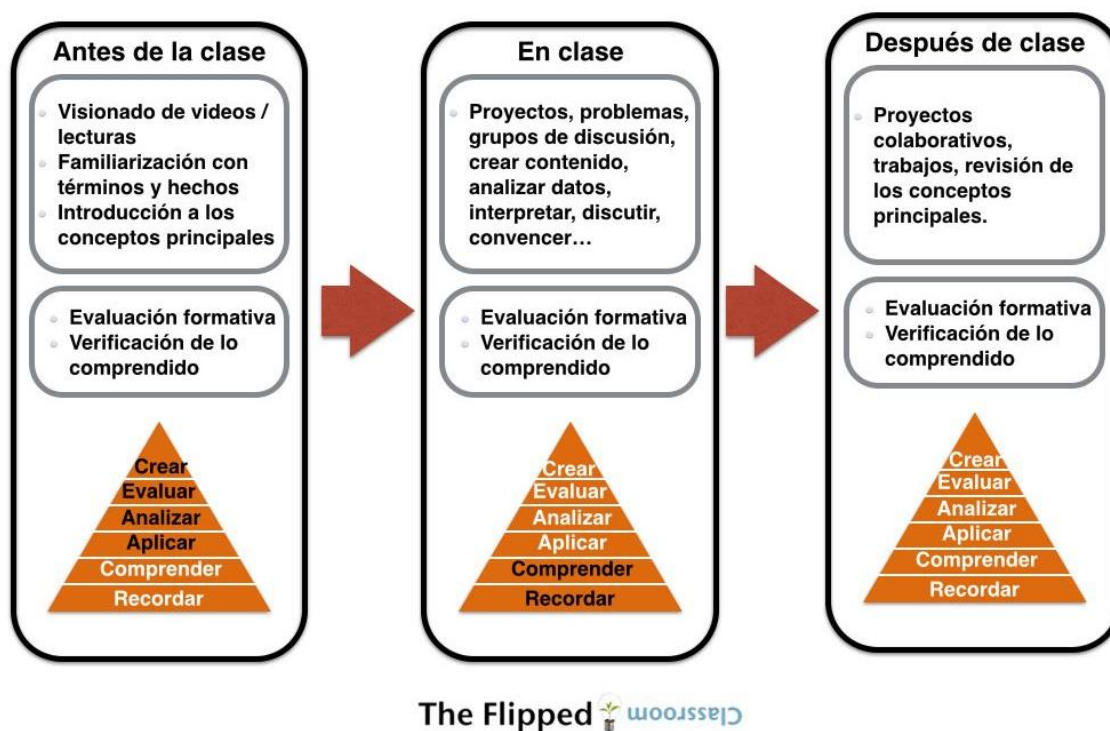 Antes de la clase
Visionado de videos /
lecturas
Familiarización con
términos y hechos
Introducción a los
conceptos principales
Evaluación formativa
Verificación de lo
comprendido
Crear
Evaluar
Analizar
Aplicar
Comprender
Recordar
En clase
Proyectos, problemas,
grupos de discusión,
crear contenido,
analizar datos,
interpretar, discutir,
convencer…
Evaluación formativa
Verificación de lo
comprendido
Crear
Evaluar
Analizar
Aplicar
Comprender
Recordar
Después de clase
Proyectos
colaborativos,
trabajos, revisión de
los conceptos
principales.
Evaluación formativa
Verificación de lo
comprendido
Crear
Evaluar
Analizar
Aplicar
Comprender
Recordar
The Flipped Classroom